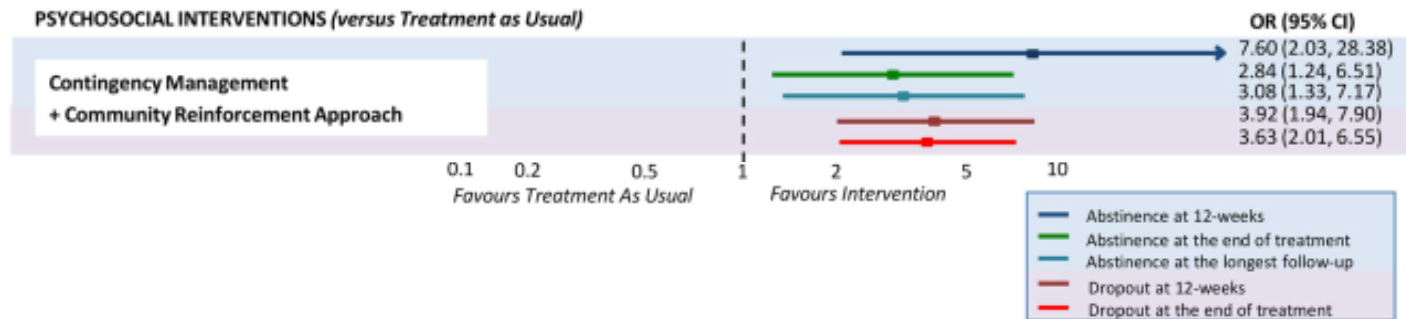 PSYCHOSOCIAL INTERVENTIONS (versus Treatment as Usual)
OR (95% CI)
7.60 (2.03, 28.38)
Contingency Management
+ Community Reinforcement Approach
2.84 (1.24, 6.51)
3.08 (1.33, 7.17)
3.92 (1.94, 7.90)
3.63 (2.01, 6.55)
0.1 0.2 0.5 1 2 5 10
Favours Treatment As Usual Favours Intervention
Abstinence at 12-weeks
Abstinence at the end of treatment
Abstinence at the longest follow-up
Dropout at 12-weeks
Dropout at the end of treatment